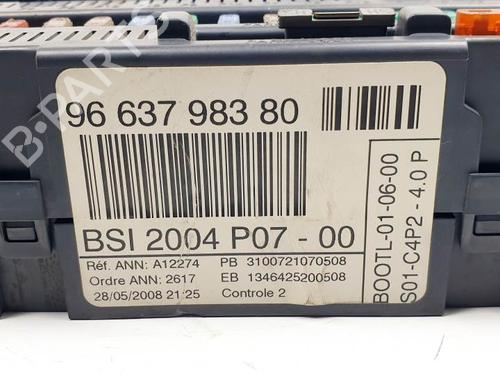 96 637 983 80
BSI 2004 P07 - 00
Réf. ANN: A12274 PB 3100721070508
Ordre ANN: 2617 EB 1346425200508
28/05/2008 21:25 Controle 2
BOOTL-01-06-00
S01-C4P2 - 4.0 P
B-PARTS